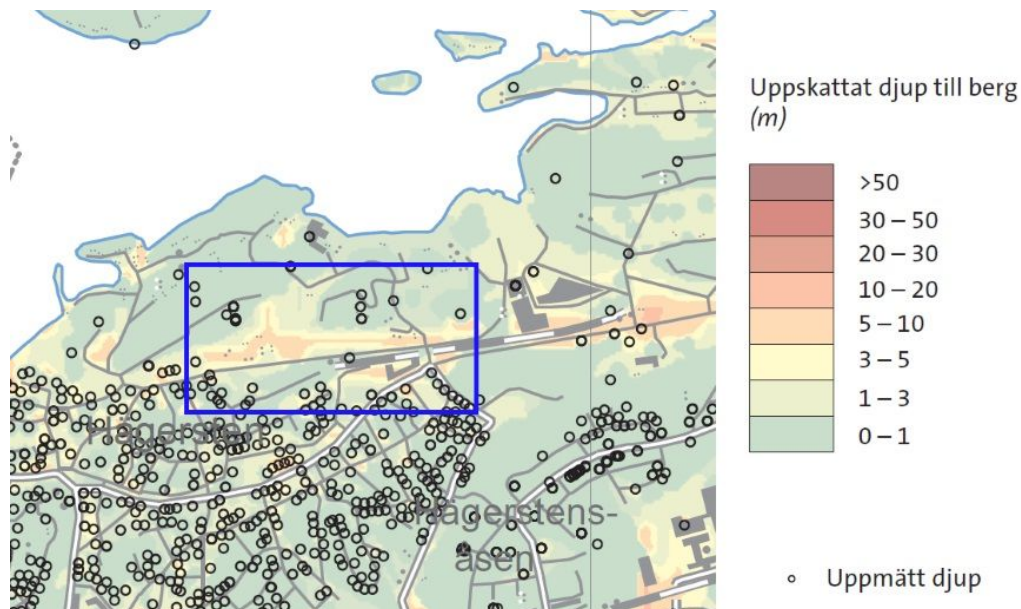 Hägersten
Hägerstens-
åsen
Uppskattat djup till berg
(m)
>50
30 – 50
20 – 30
10 – 20
5 – 10
3 – 5
1 – 3
0 – 1
Uppmätt djup